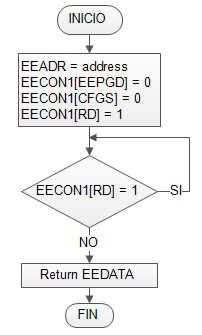 INICIO
EEADR = address
EECON1[EEPGD] = 0
EECON1[CFGS] = 0
EECON1[RD] = 1
EECON1[RD] = 1
SI
NO
Return EEDATA
FIN